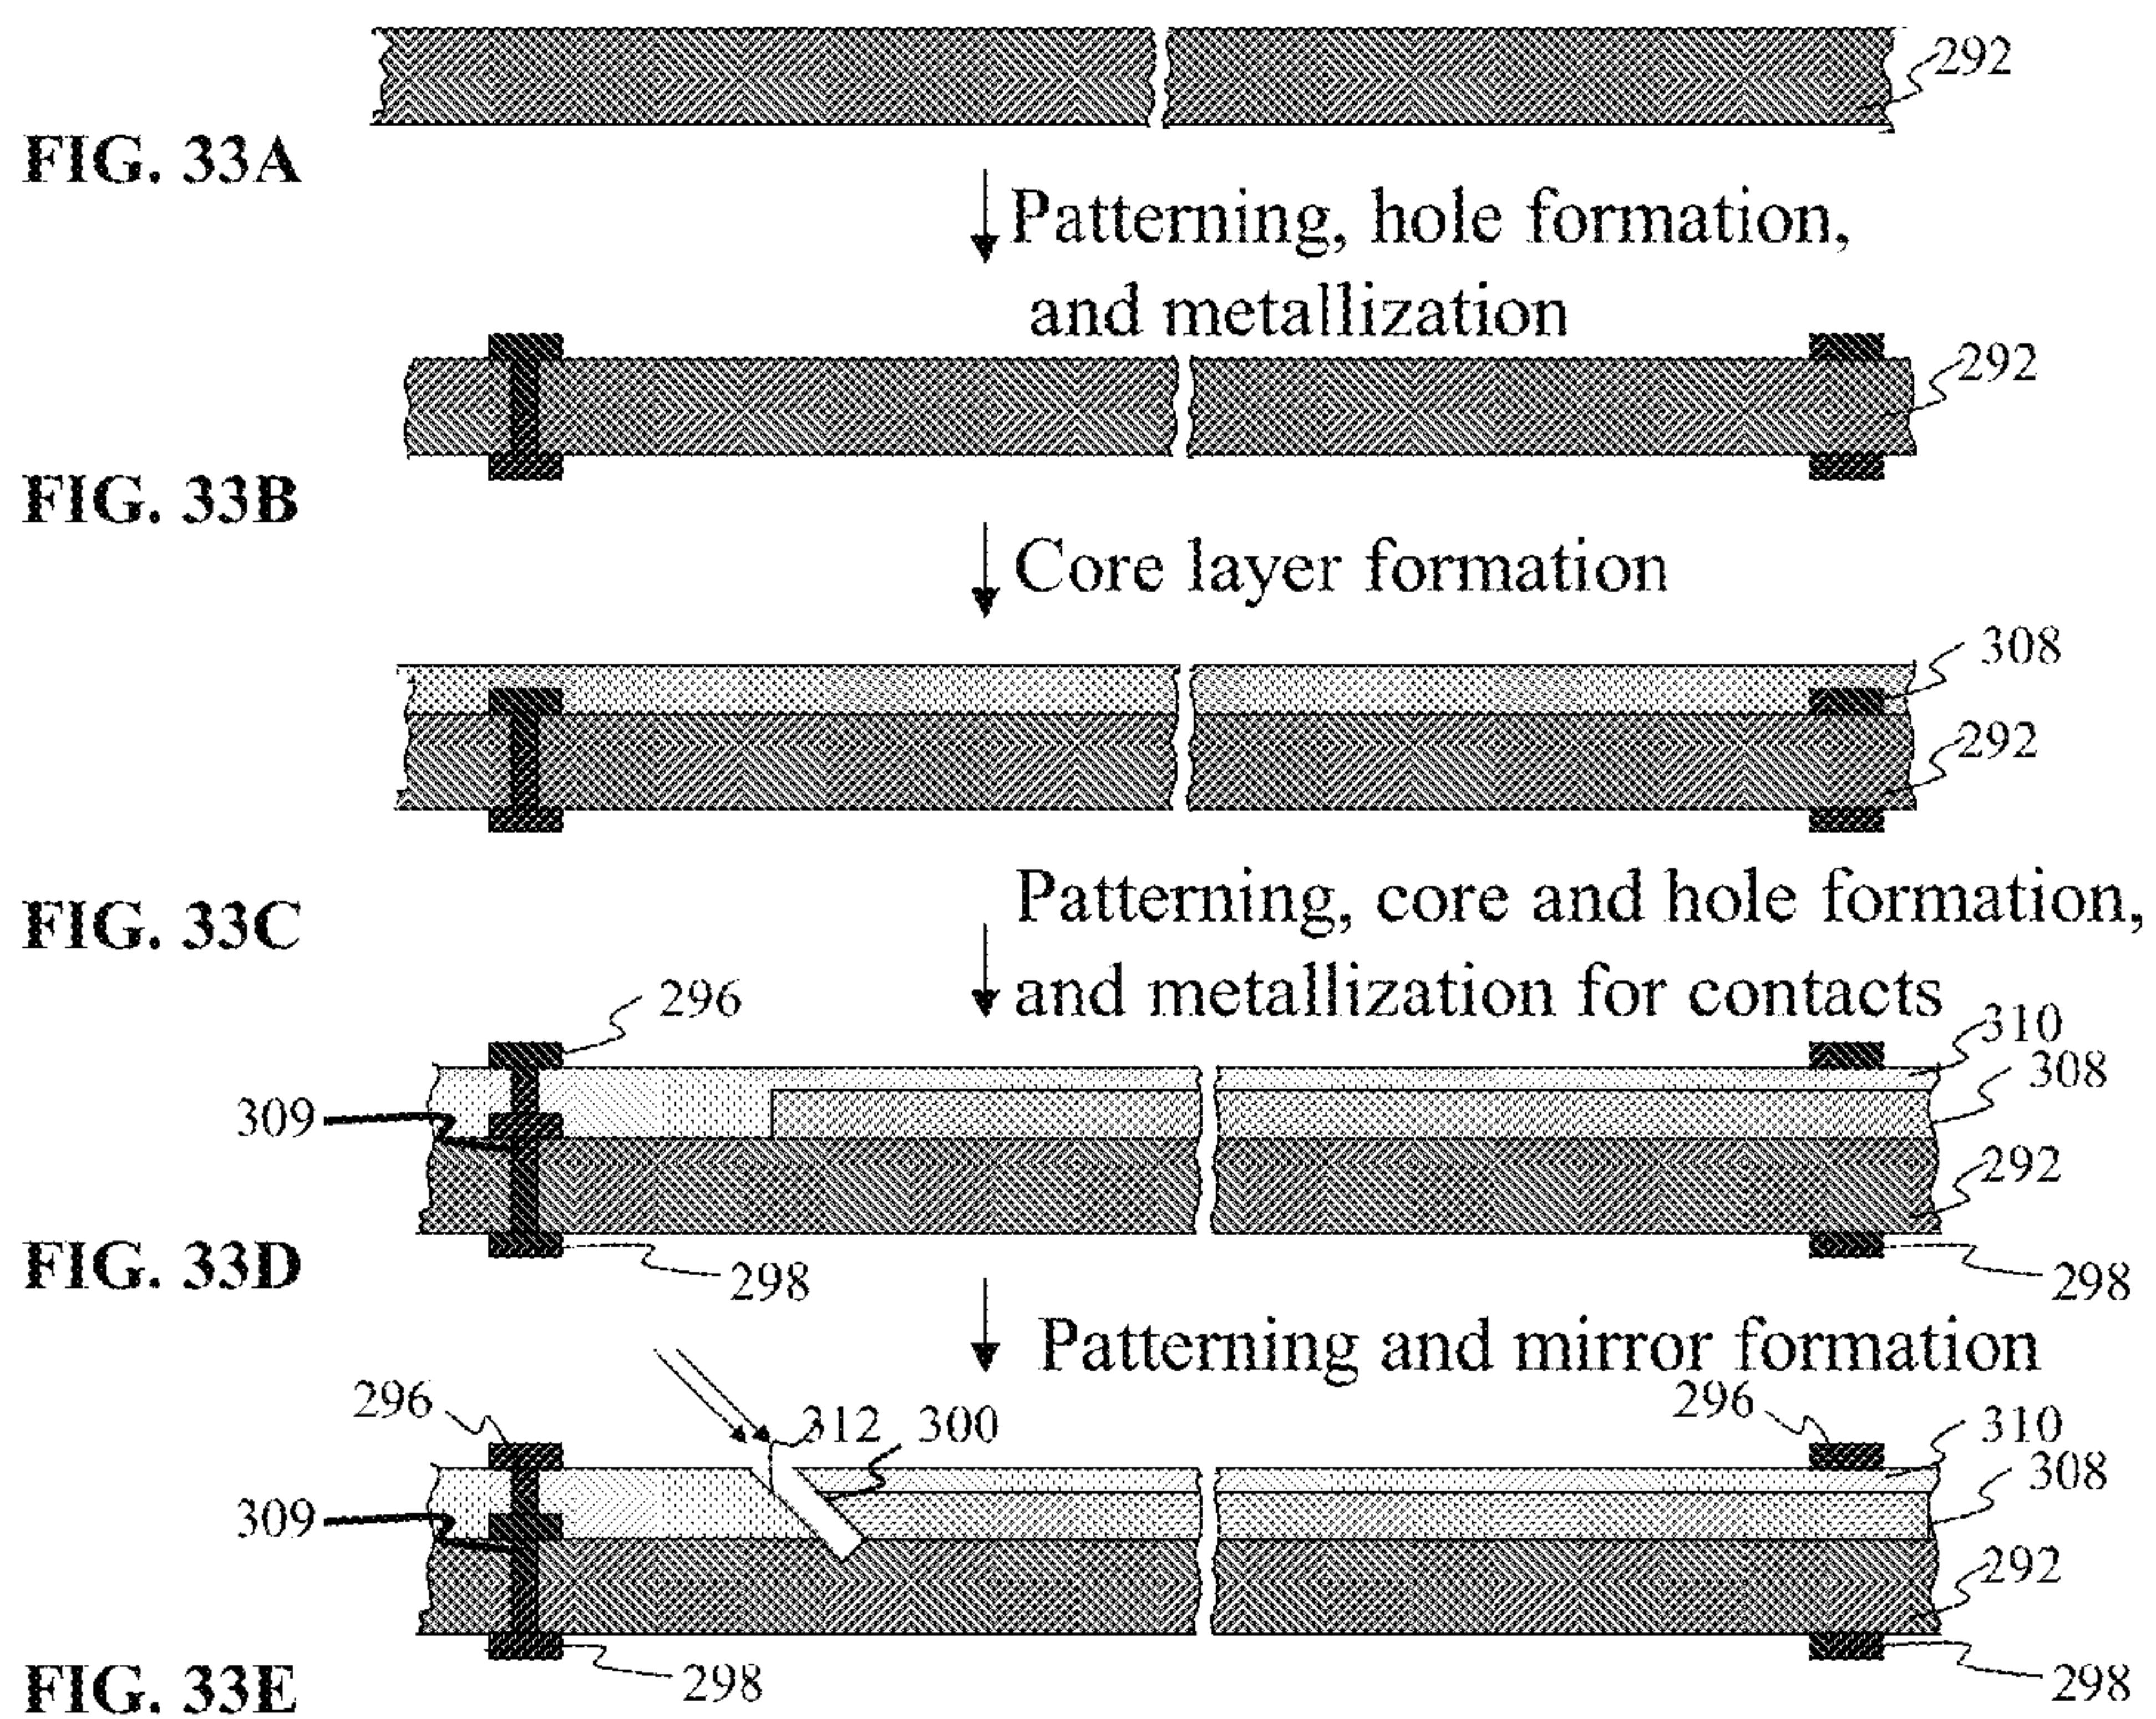 292
FIG. 33A
Patterning, hole formation,
and metallization
292
FIG. 33B
Core layer formation
308
292
FIG. 33C
Patterning, core and hole formation,
and metallization for contacts
296
310
308
309
292
FIG. 33D
298
298
Patterning and mirror formation
296
312
300
296
310
308
309
292
FIG. 33E
298
298